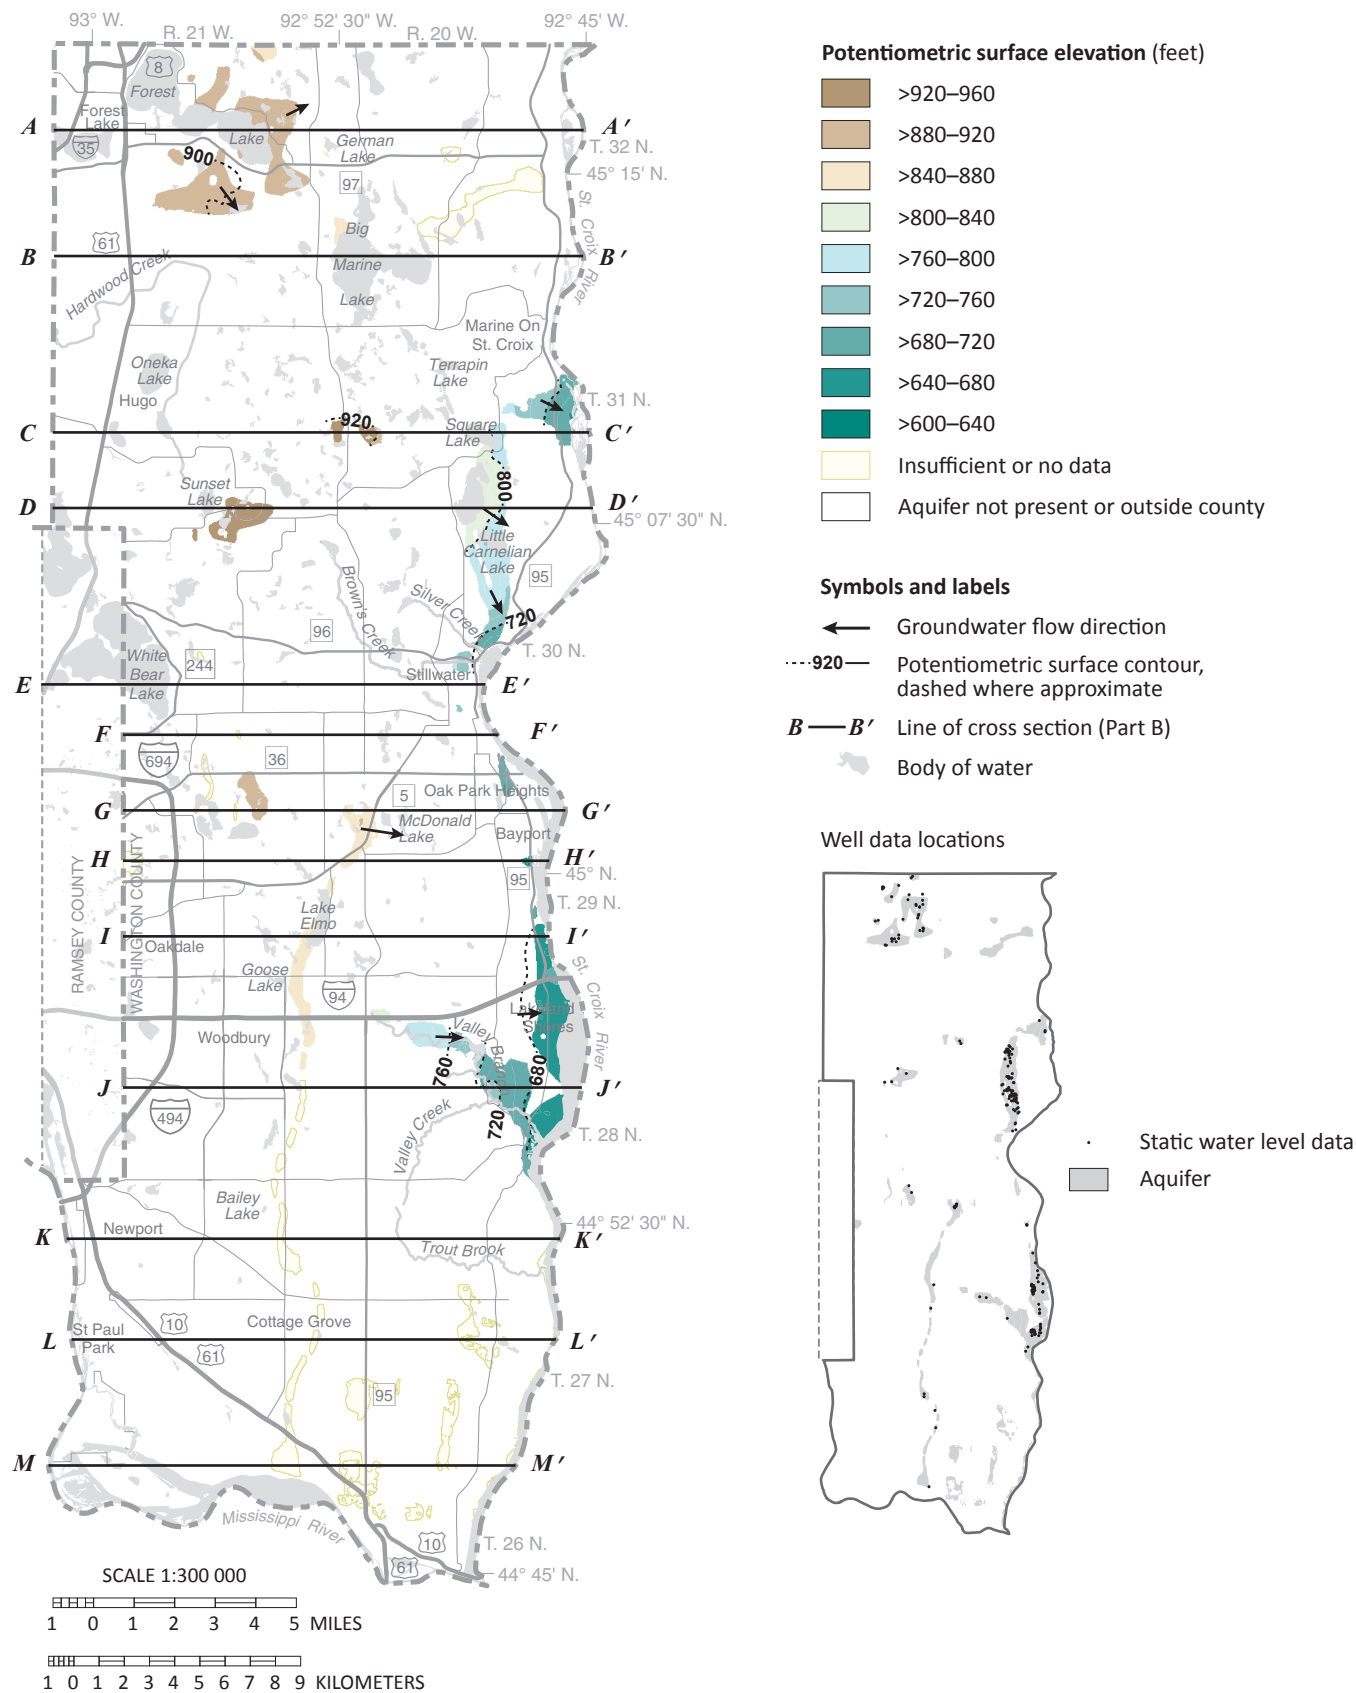 93° W.
92° 52' 30" W.
92° 45' W.
R. 21 W.
R. 20 W.
8
Forest
Forest
Lake
Lake
35
A
A'
T. 32 N.
German
Lake
900
97
45° 15' N.
St. Croix
River
Big
Marine
Lake
61
B
B'
Hardwood Creek
Marine On
St. Croix
Oneka
Lake
Hugo
Terrapin
Lake
T. 31 N.
920
Square
Lake
C
C'
Sunset
Lake
800
D
D'
45° 07' 30" N.
Little
Carnelian
Lake
95
Brown's Creek
Silver Creek
720
96
T. 30 N.
244
White
Bear
Lake
Stillwater
E
E'
F
F'
694
36
5
Oak Park Heights
G
G'
McDonald
Lake
Bayport
H
H'
45° N.
95
RAMSEY COUNTY
WASHINGTON COUNTY
T. 29 N.
Lake
Elmo
I
I'
Oakdale
Goose
Lake
St. Croix
River
94
Lakeland
Shores
Woodbury
Valley Branch
760
680
J
J'
494
Valley Creek
720
T. 28 N.
Bailey
Lake
Newport
44° 52' 30" N.
K
K'
Trout Brook
10
Cottage Grove
St Paul
Park
L
L'
61
T. 27 N.
95
M
M'
Mississippi River
10
T. 26 N.
61
44° 45' N.
SCALE 1:300 000
1 0 1 2 3 4 5 MILES
1 0 1 2 3 4 5 6 7 8 9 KILOMETERS
Potentiometric surface elevation (feet)
>920–960
>880–920
>840–880
>800–840
>760–800
>720–760
>680–720
>640–680
>600–640
Insufficient or no data
Aquifer not present or outside county
Symbols and labels
Groundwater flow direction
920 Potentiometric surface contour,
dashed where approximate
B B' Line of cross section (Part B)
Body of water
Well data locations
Static water level data
Aquifer